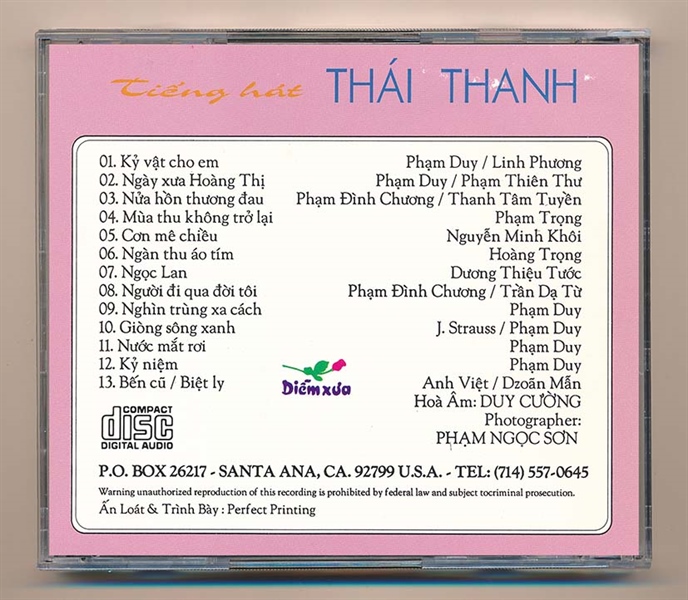 Tiếng hát THÁI THANH
01. Kỷ vật cho em Phạm Duy / Linh Phương
02. Ngày xưa Hoàng Thị Phạm Duy / Phạm Thiên Thư
03. Nửa hồn thương đau Phạm Đình Chương / Thanh Tâm Tuyền
04. Mùa thu không trở lại Phạm Trọng
05. Cơn mê chiều Nguyễn Minh Khôi
06. Ngàn thu áo tím Hoàng Trọng
07. Ngọc Lan Dương Thiệu Tước
08. Người đi qua đời tôi Phạm Đình Chương / Trần Dạ Từ
09. Nghìn trùng xa cách Phạm Duy
10. Giòng sông xanh J. Strauss / Phạm Duy
11. Nước mắt rơi Phạm Duy
12. Kỷ niệm Phạm Duy
13. Bến cũ / Biệt ly Anh Việt / Dzoãn Mẫn
Diễm xưa
Hoà Âm: DUY CƯỜNG
Photographer:
PHẠM NGỌC SƠN
COMPACT
disc
DIGITAL AUDIO
P.O. BOX 26217 - SANTA ANA, CA. 92799 U.S.A. - TEL: (714) 557-0645
Warning unauthorized reproduction of this recording is prohibited by federal law and subject tocriminal prosecution.
Ấn Loát & Trình Bày : Perfect Printing